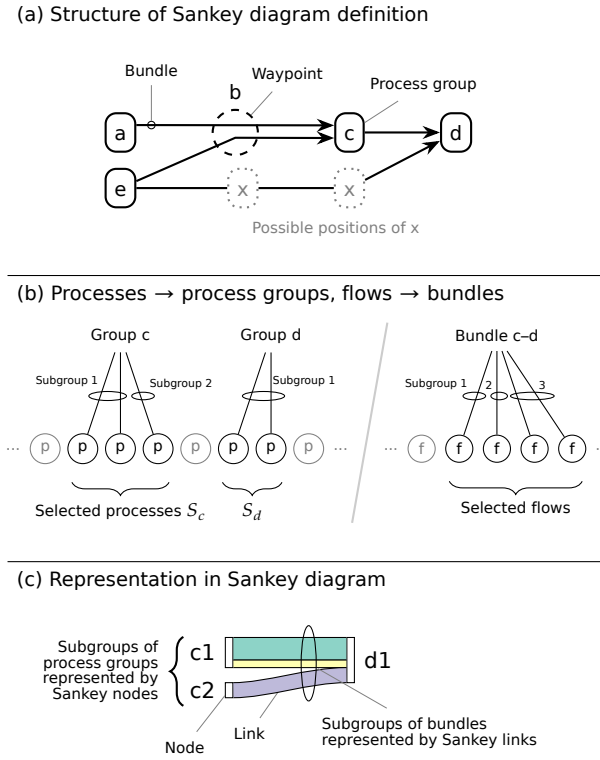 (a) Structure of Sankey diagram definition
Bundle
Waypoint
b
Process group
a
c
d
e
x
x
Possible positions of x
(b) Processes → process groups, flows → bundles
Group c
Group d
Bundle c–d
Subgroup 1
Subgroup 2
Subgroup 1
Subgroup 1
2
3
... p p p p p p p p ...
... f f f f f ...
Selected processes S_c
S_d
Selected flows
(c) Representation in Sankey diagram
Subgroups of
process groups
represented by
Sankey nodes
c1
c2
d1
Node
Link
Subgroups of bundles
represented by Sankey links